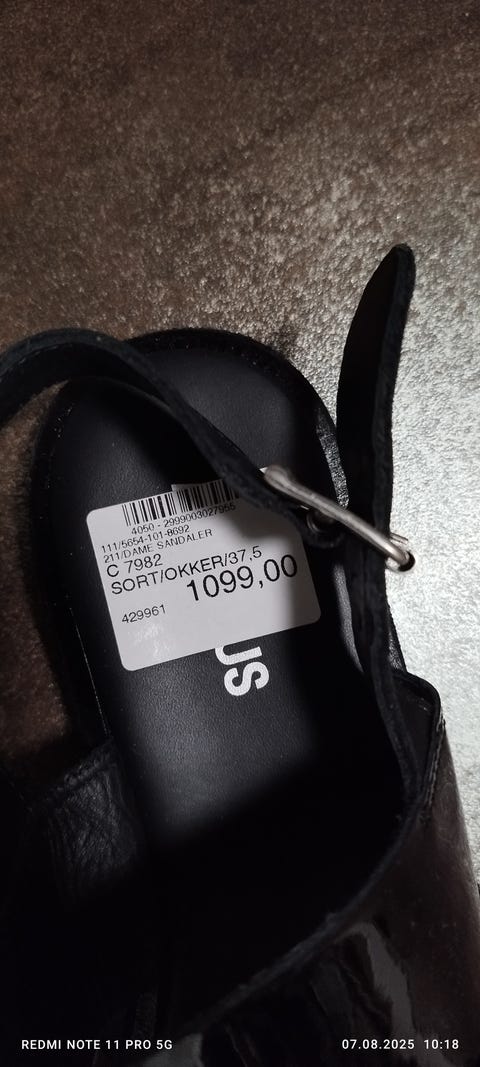 4050 - 2999003027955
111/5654-101-8692
211/DAME SANDALER
C 7982
SORT/OKKER/37,5
1099,00
429961
US
REDMI NOTE 11 PRO 5G
07.08.2025 10:18